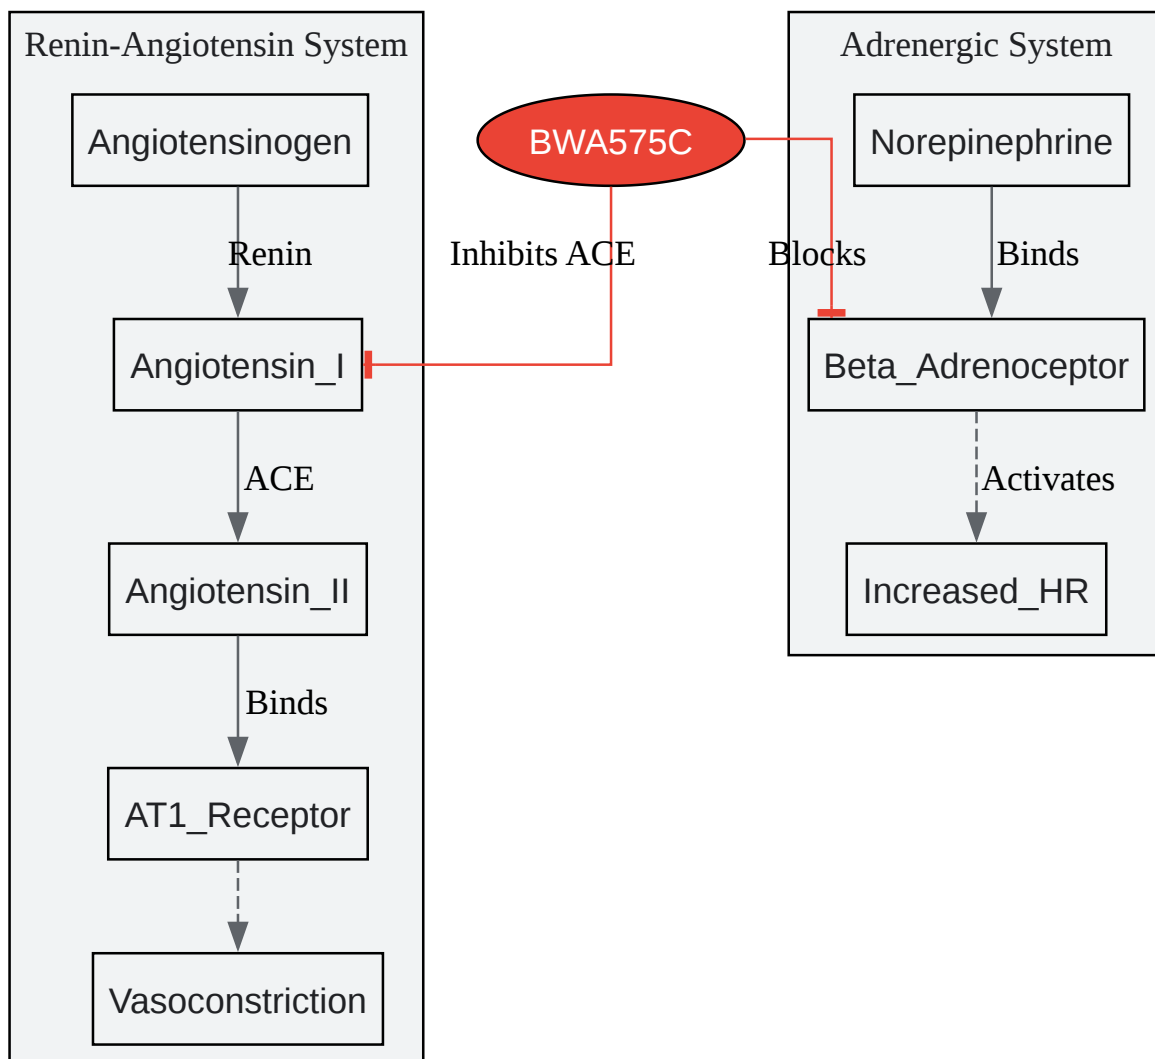 Renin-Angiotensin System
Adrenergic System
Angiotensinogen
BWA575C
Norepinephrine
Renin
Inhibits ACE
Blocks
Binds
Angiotensin_I
Beta_Adrenoceptor
ACE
Activates
Angiotensin_II
Increased_HR
Binds
AT1_Receptor
Vasoconstriction